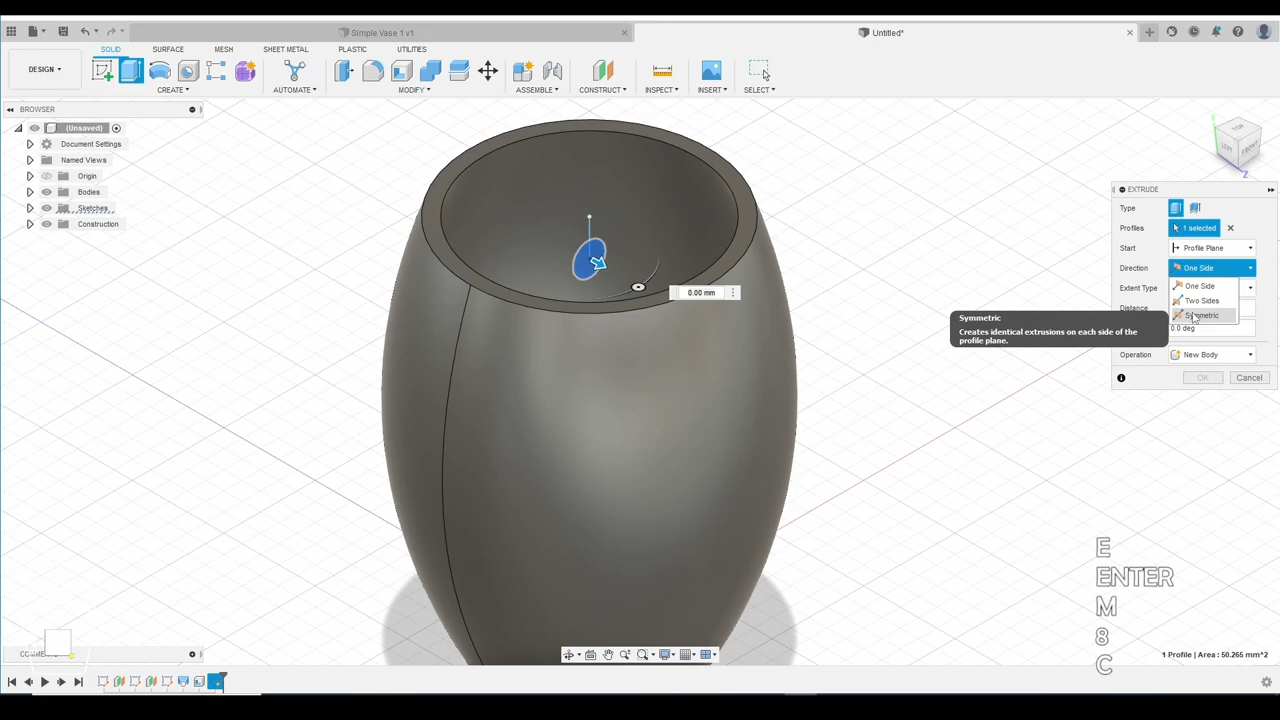 Simple Vase 1 v1
Untitled*
SOLID SURFACE MESH SHEET METAL PLASTIC UTILITIES
DESIGN
CREATE AUTOMATE MODIFY ASSEMBLE CONSTRUCT INSPECT INSERT SELECT
BROWSER
(Unsaved)
Document Settings
Named Views
Origin
Bodies
Sketches
Construction
TOP
LEFT
FRONT
Y
Z
0.00 mm
EXTRUDE
Type
Profiles 1 selected
Start Profile Plane
Direction One Side
Extent Type One Side
Two Sides
Distance
Symmetric
0.0 deg
Operation New Body
OK Cancel
Symmetric
Creates identical extrusions on each side of the
profile plane.
E
ENTER
M
8
C
1 Profile | Area : 50.265 mm^2